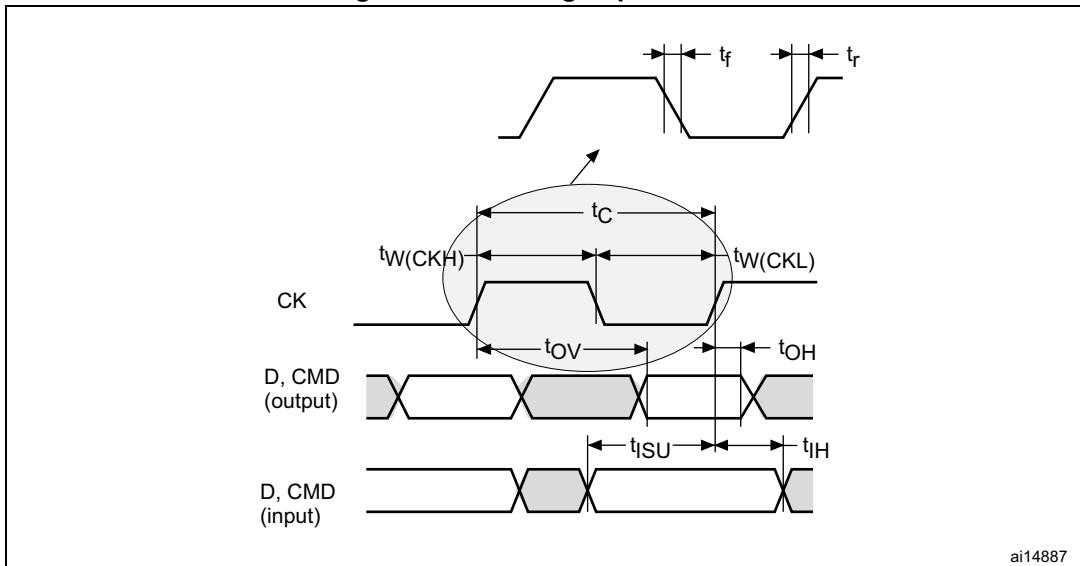 tf
tr
tC
tW(CKH)
tW(CKL)
CK
tOV
tOH
D, CMD
(output)
tISU
tIH
D, CMD
(input)
ai14887